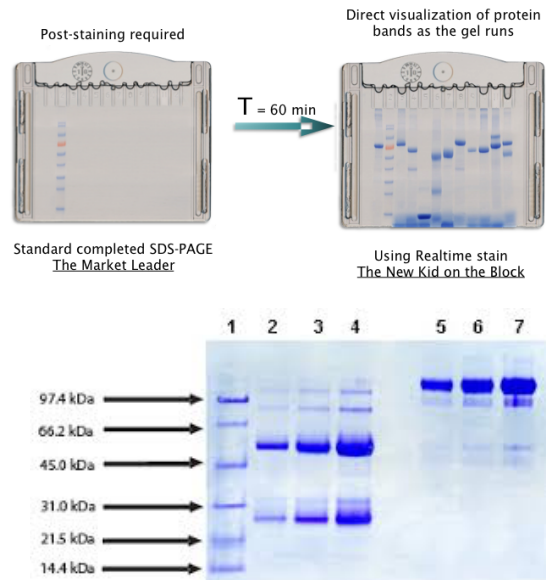 Post-staining required
Direct visualization of protein
bands as the gel runs
T = 60 min
Standard completed SDS-PAGE
The Market Leader
Using Realtime stain
The New Kid on the Block
1 2 3 4 5 6 7
97.4 kDa
66.2 kDa
45.0 kDa
31.0 kDa
21.5 kDa
14.4 kDa